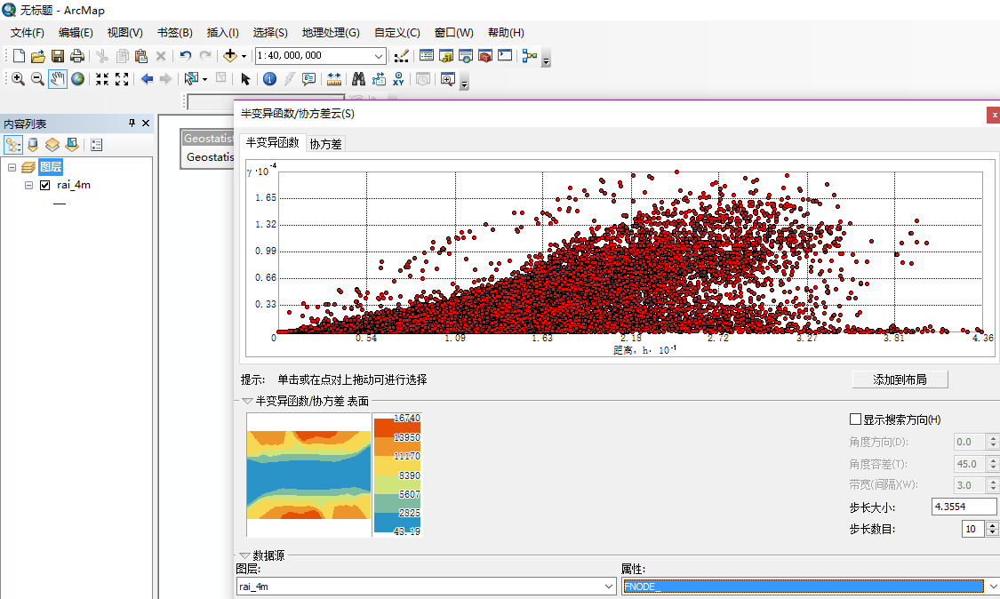 无标题 - ArcMap
文件(F) 编辑(E) 视图(V) 书签(B) 插入(I) 选择(S) 地理处理(G) 自定义(C) 窗口(W) 帮助(H)
1:40,000,000
内容列表
图层
rai_4m
Geostatist
Geostatis
半变异函数/协方差云(S)
半变异函数 协方差
γ·10⁻⁴
1.65
1.32
0.99
0.66
0.33
0 0.54 1.09 1.63 2.18 2.72 3.27 3.81 4.36
距离, h· 10⁻¹
提示: 单击或在点对上拖动可进行选择
添加到布局
半变异函数/协方差 表面
16740
13950
11170
8390
5607
2825
43.19
显示搜索方向(H)
角度方向(D): 0.0
角度容差(T): 45.0
带宽(间隔)(W): 3.0
步长大小: 4.3554
步长数目: 10
数据源
图层: 属性:
rai_4m FNODE_